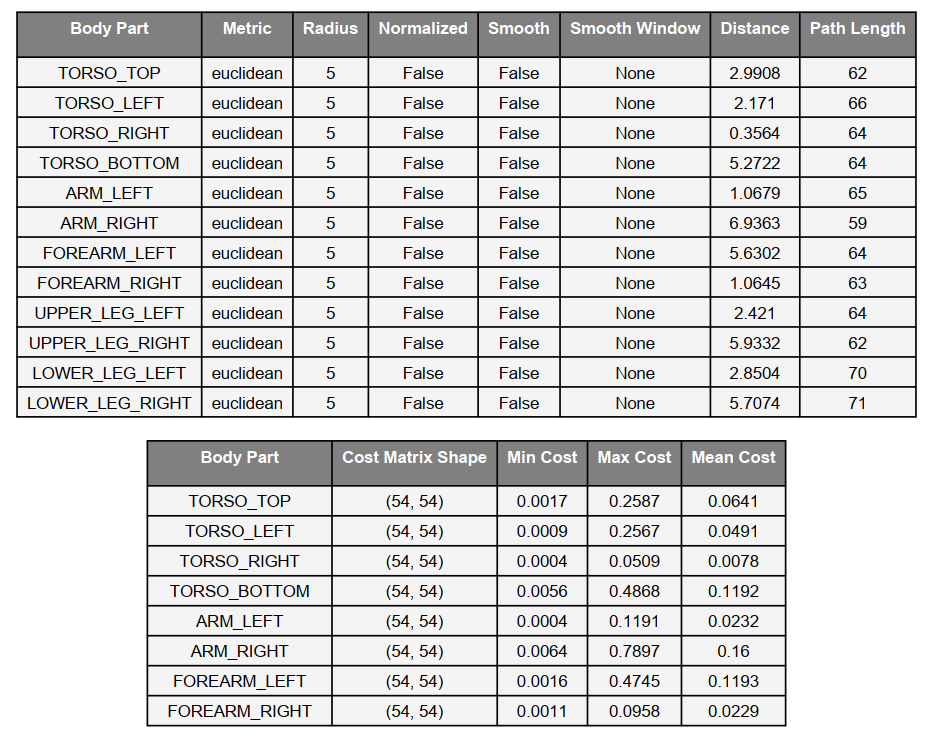 Body Part Metric Radius Normalized Smooth Smooth Window Distance Path Length
TORSO_TOP euclidean 5 False False None 2.9908 62
TORSO_LEFT euclidean 5 False False None 2.171 66
TORSO_RIGHT euclidean 5 False False None 0.3564 64
TORSO_BOTTOM euclidean 5 False False None 5.2722 64
ARM_LEFT euclidean 5 False False None 1.0679 65
ARM_RIGHT euclidean 5 False False None 6.9363 59
FOREARM_LEFT euclidean 5 False False None 5.6302 64
FOREARM_RIGHT euclidean 5 False False None 1.0645 63
UPPER_LEG_LEFT euclidean 5 False False None 2.421 64
UPPER_LEG_RIGHT euclidean 5 False False None 5.9332 62
LOWER_LEG_LEFT euclidean 5 False False None 2.8504 70
LOWER_LEG_RIGHT euclidean 5 False False None 5.7074 71
Body Part Cost Matrix Shape Min Cost Max Cost Mean Cost
TORSO_TOP (54, 54) 0.0017 0.2587 0.0641
TORSO_LEFT (54, 54) 0.0009 0.2567 0.0491
TORSO_RIGHT (54, 54) 0.0004 0.0509 0.0078
TORSO_BOTTOM (54, 54) 0.0056 0.4868 0.1192
ARM_LEFT (54, 54) 0.0004 0.1191 0.0232
ARM_RIGHT (54, 54) 0.0064 0.7897 0.16
FOREARM_LEFT (54, 54) 0.0016 0.4745 0.1193
FOREARM_RIGHT (54, 54) 0.0011 0.0958 0.0229